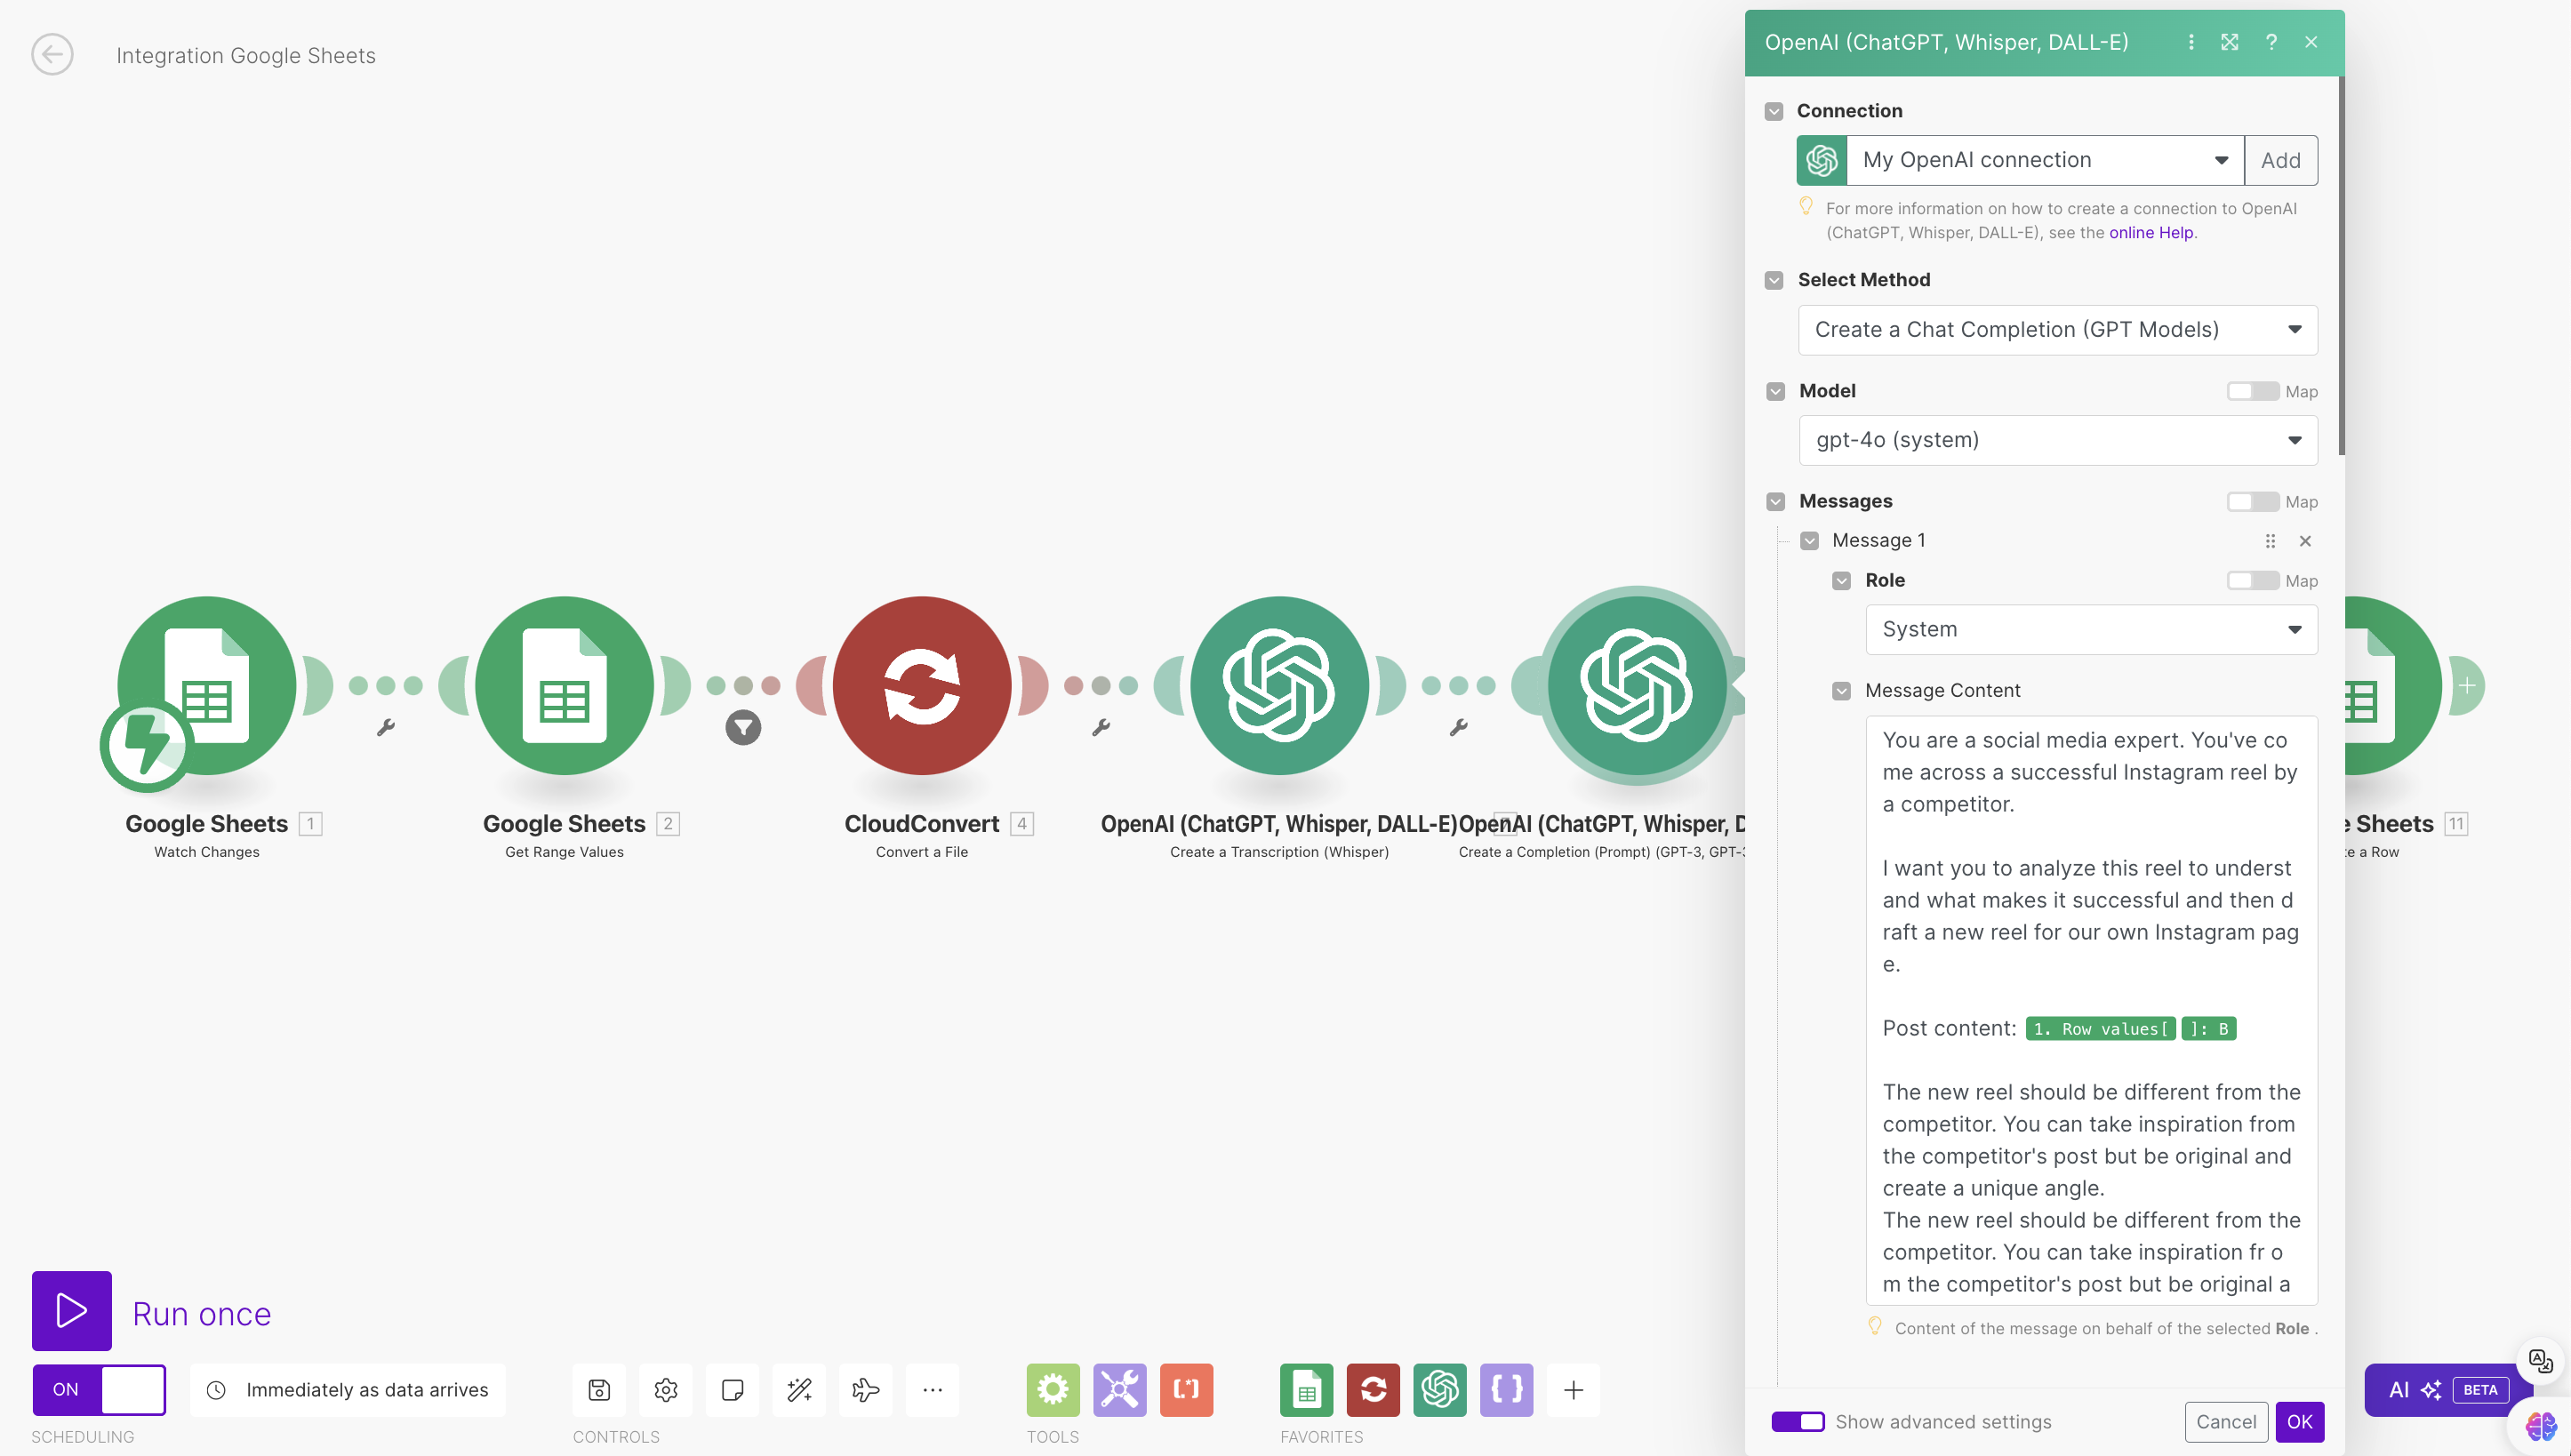 Integration Google Sheets
OpenAI (ChatGPT, Whisper, DALL-E)
?
Connection
My OpenAI connection
Add
For more information on how to create a connection to OpenAI
(ChatGPT, Whisper, DALL-E), see the online Help.
Select Method
Create a Chat Completion (GPT Models)
Model
Map
gpt-4o (system)
Messages
Map
Message 1
Role
Map
System
Message Content
You are a social media expert. You've co
me across a successful Instagram reel by
a competitor.
I want you to analyze this reel to underst
and what makes it successful and then d
raft a new reel for our own Instagram pag
e.
Post content: 1. Row values[ ]: B
The new reel should be different from the
competitor. You can take inspiration from
the competitor's post but be original and
create a unique angle.
The new reel should be different from the
competitor. You can take inspiration fr o
m the competitor's post but be original a
Content of the message on behalf of the selected Role .
Show advanced settings
Cancel
OK
Google Sheets 1
Watch Changes
Google Sheets 2
Get Range Values
CloudConvert 4
Convert a File
OpenAI (ChatGPT, Whisper, DALL-E)
Create a Transcription (Whisper)
OpenAI (ChatGPT, Whisper, D
Create a Completion (Prompt) (GPT-3, GPT-3
e Sheets 11
te a Row
Run once
ON
Immediately as data arrives
SCHEDULING
CONTROLS
TOOLS
FAVORITES
AI BETA